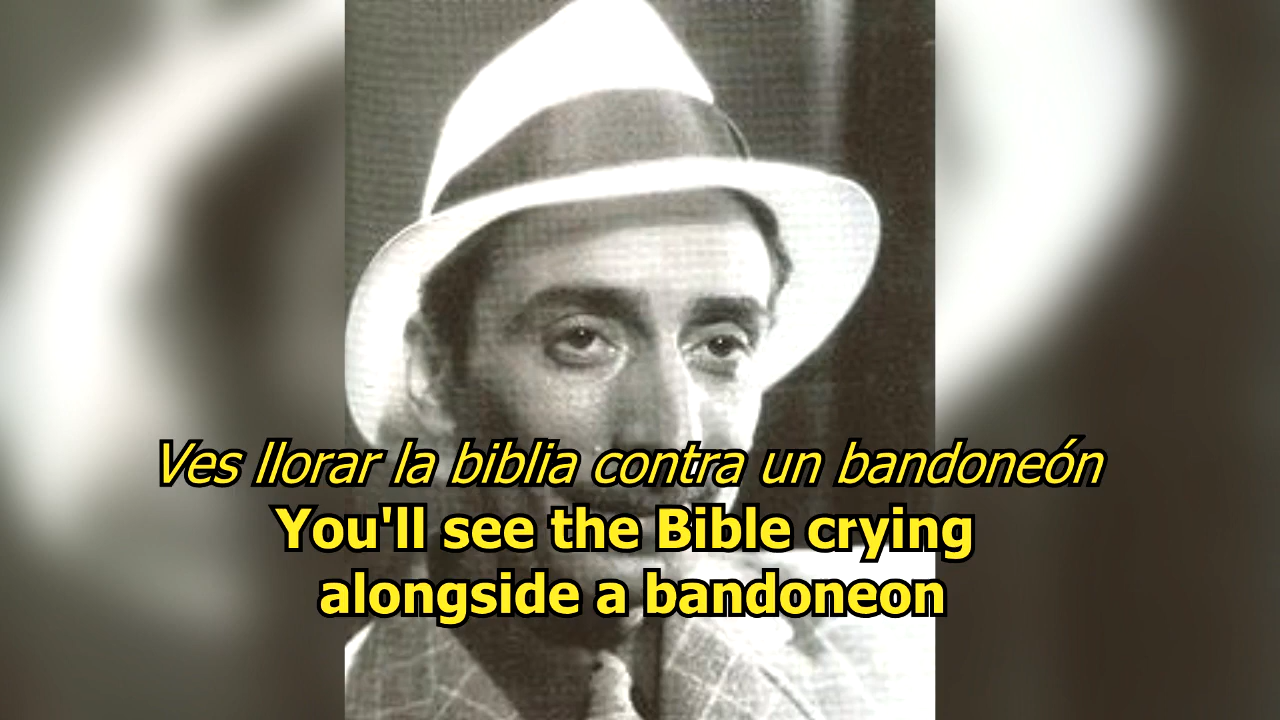 Ves llorar la biblia contra un bandoneón
You'll see the Bible crying
alongside a bandoneon